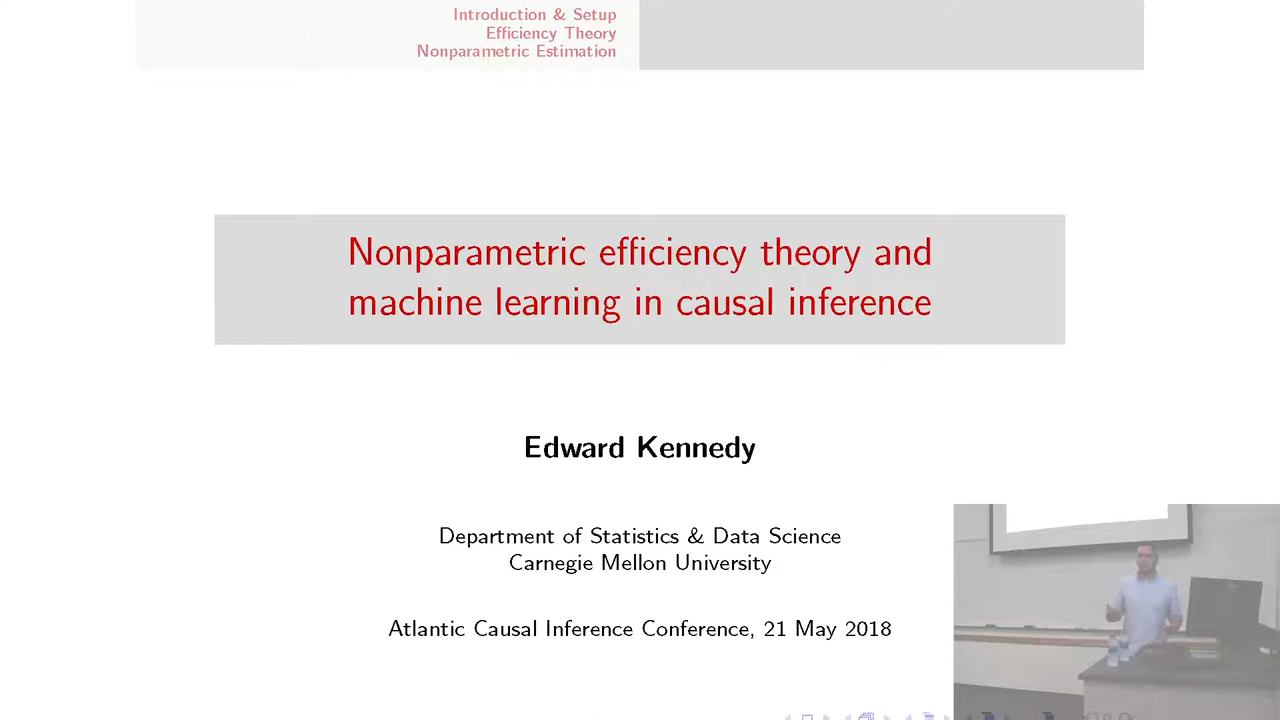 Introduction & Setup
Efficiency Theory
Nonparametric Estimation
Nonparametric efficiency theory and
machine learning in causal inference
Edward Kennedy
Department of Statistics & Data Science
Carnegie Mellon University
Atlantic Causal Inference Conference, 21 May 2018